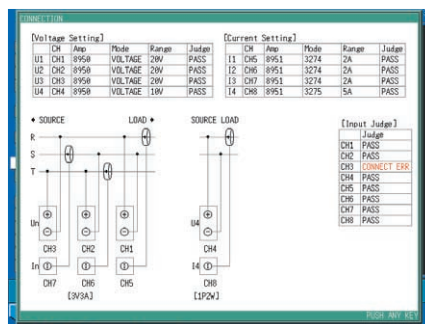 CONNECTION
[Voltage Setting]
CH Amp Mode Range Judge
U1 CH1 8950 VOLTAGE 20V PASS
U2 CH2 8950 VOLTAGE 20V PASS
U3 CH3 8950 VOLTAGE 20V PASS
U4 CH4 8950 VOLTAGE 10V PASS
[Current Setting]
CH Amp Mode Range Judge
I1 CH5 8951 3274 2A PASS
I2 CH6 8951 3274 2A PASS
I3 CH7 8951 3274 2A PASS
I4 CH8 8951 3275 5A PASS
SOURCE LOAD
R
S
T
Un
CH3 CH2 CH1
In
CH7 CH6 CH5
[3V3A]
SOURCE LOAD
U4
CH4
I4
CH8
[1P2W]
[Input Judge]
Judge
CH1 PASS
CH2 PASS
CH3 CONNECT ERR
CH4 PASS
CH5 PASS
CH6 PASS
CH7 PASS
CH8 PASS
PUSH ANY KEY